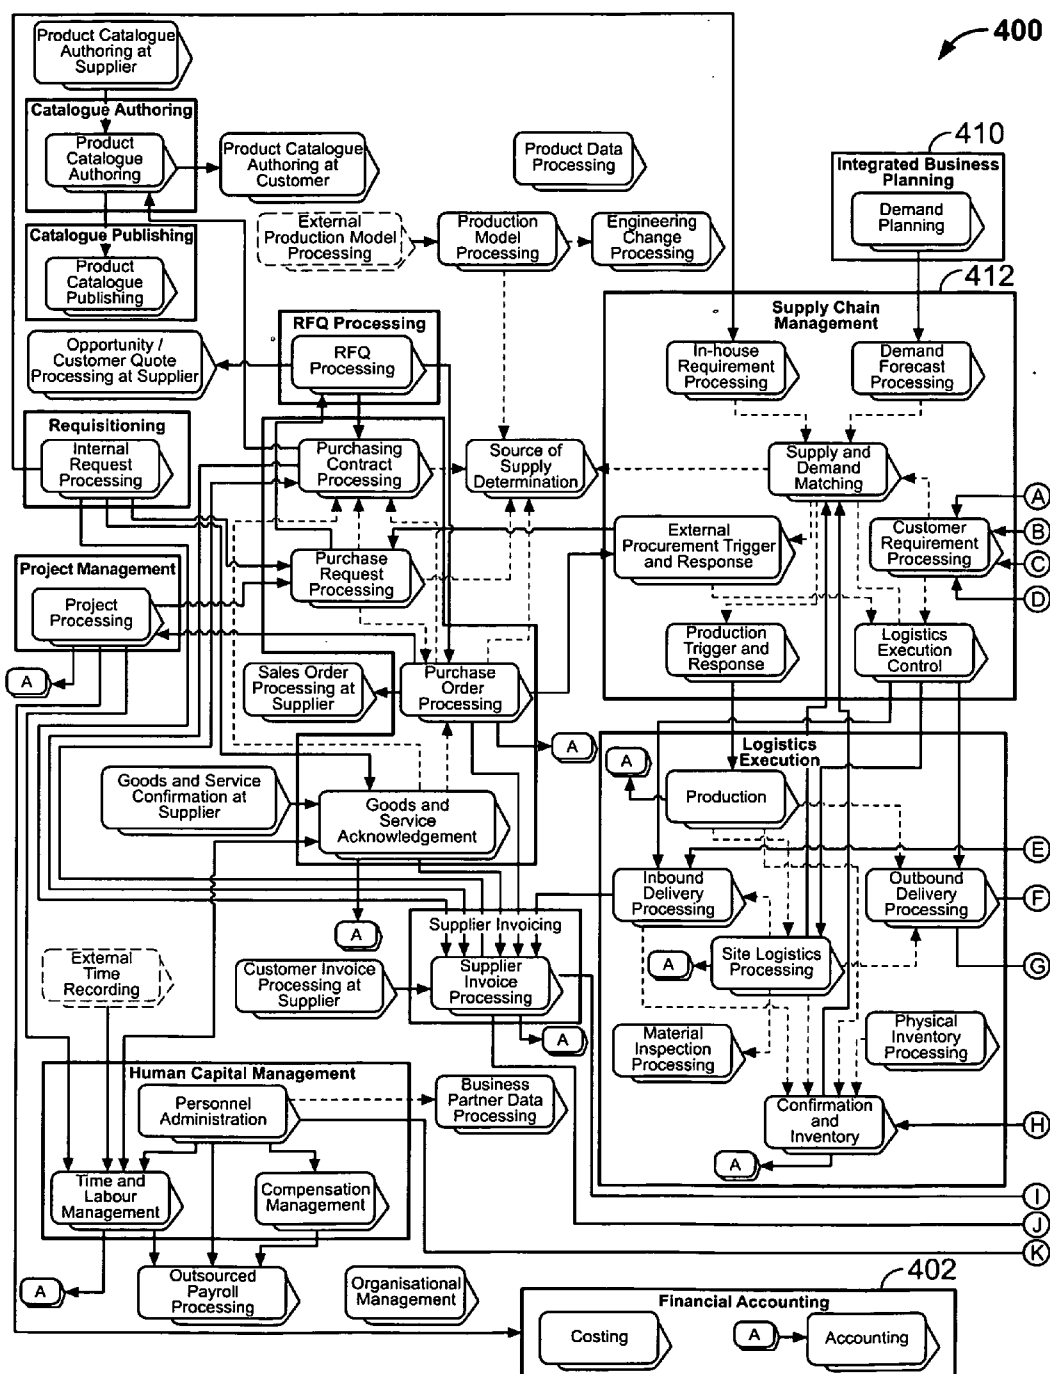 400
Product Catalogue
Authoring at
Supplier
Catalogue Authoring
Product
Catalogue
Authoring
Product Catalogue
Authoring at
Customer
Product Data
Processing
410
Integrated Business
Planning
Demand
Planning
Catalogue Publishing
Product
Catalogue
Publishing
External
Production Model
Processing
Production
Model
Processing
Engineering
Change
Processing
412
Supply Chain
Management
Opportunity /
Customer Quote
Processing at Supplier
RFQ Processing
RFQ
Processing
In-house
Requirement
Processing
Demand
Forecast
Processing
Requisitioning
Internal
Request
Processing
Purchasing
Contract
Processing
Source of
Supply
Determination
Supply and
Demand
Matching
A
B
C
D
External
Procurement Trigger
and Response
Customer
Requirement
Processing
Purchase
Request
Processing
Project Management
Project
Processing
A
Production
Trigger and
Response
Logistics
Execution
Control
Sales Order
Processing at
Supplier
Purchase
Order
Processing
A
Logistics
Execution
A
Production
Goods and Service
Confirmation at
Supplier
Goods and
Service
Acknowledgement
A
E
F
G
Inbound
Delivery
Processing
Outbound
Delivery
Processing
Supplier Invoicing
External
Time
Recording
Customer Invoice
Processing at
Supplier
Supplier
Invoice
Processing
A
A
Site Logistics
Processing
Material
Inspection
Processing
Physical
Inventory
Processing
Human Capital Management
Personnel
Administration
Business
Partner Data
Processing
Confirmation
and
Inventory
A
H
I
J
K
Time and
Labour
Management
Compensation
Management
A
Outsourced
Payroll
Processing
Organisational
Management
402
Financial Accounting
Costing
A
Accounting